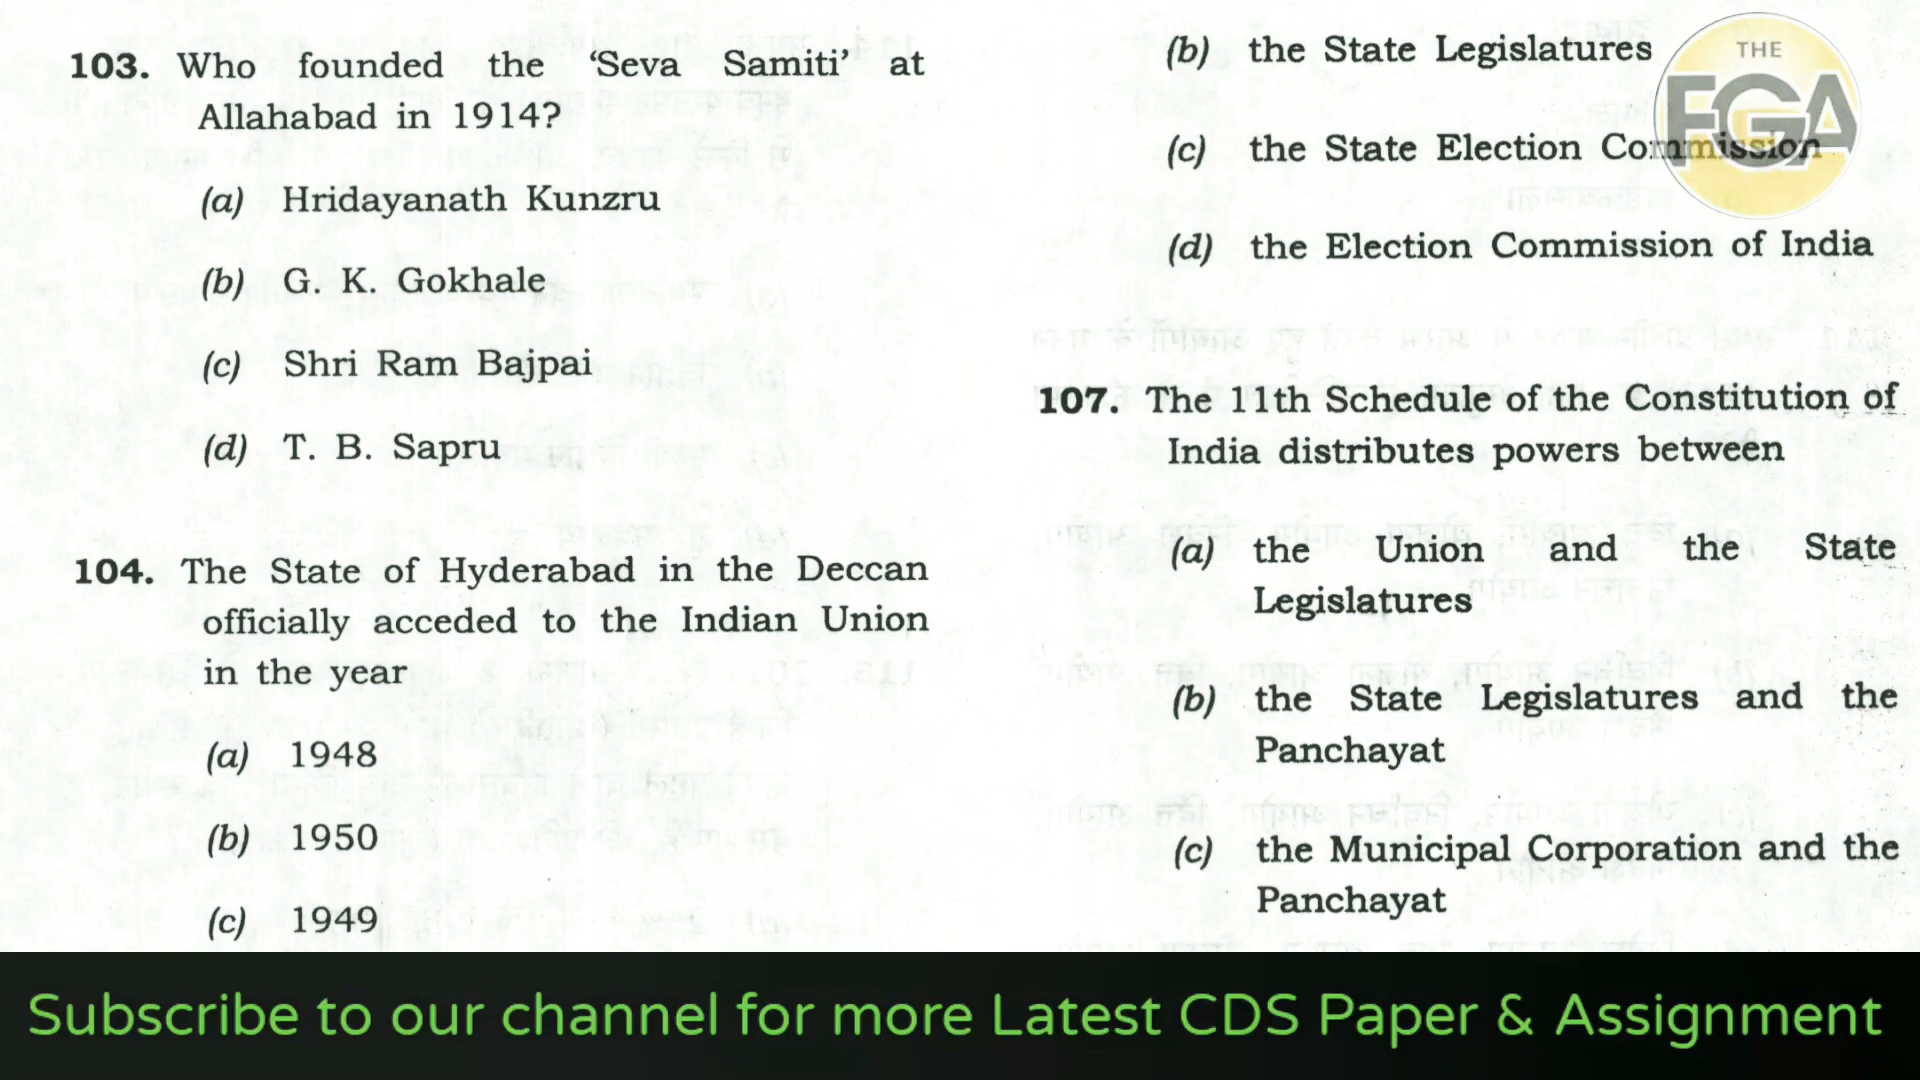 103. Who founded the ‘Seva Samiti’ at
Allahabad in 1914?
(a) Hridayanath Kunzru
(b) G. K. Gokhale
(c) Shri Ram Bajpai
(d) T. B. Sapru
104. The State of Hyderabad in the Deccan
officially acceded to the Indian Union
in the year
(a) 1948
(b) 1950
(c) 1949
(b) the State Legislatures
(c) the State Election Commission
(d) the Election Commission of India
107. The 11th Schedule of the Constitution of
India distributes powers between
(a) the Union and the State
Legislatures
(b) the State Legislatures and the
Panchayat
(c) the Municipal Corporation and the
Panchayat
THE
FGA
Subscribe to our channel for more Latest CDS Paper & Assignment